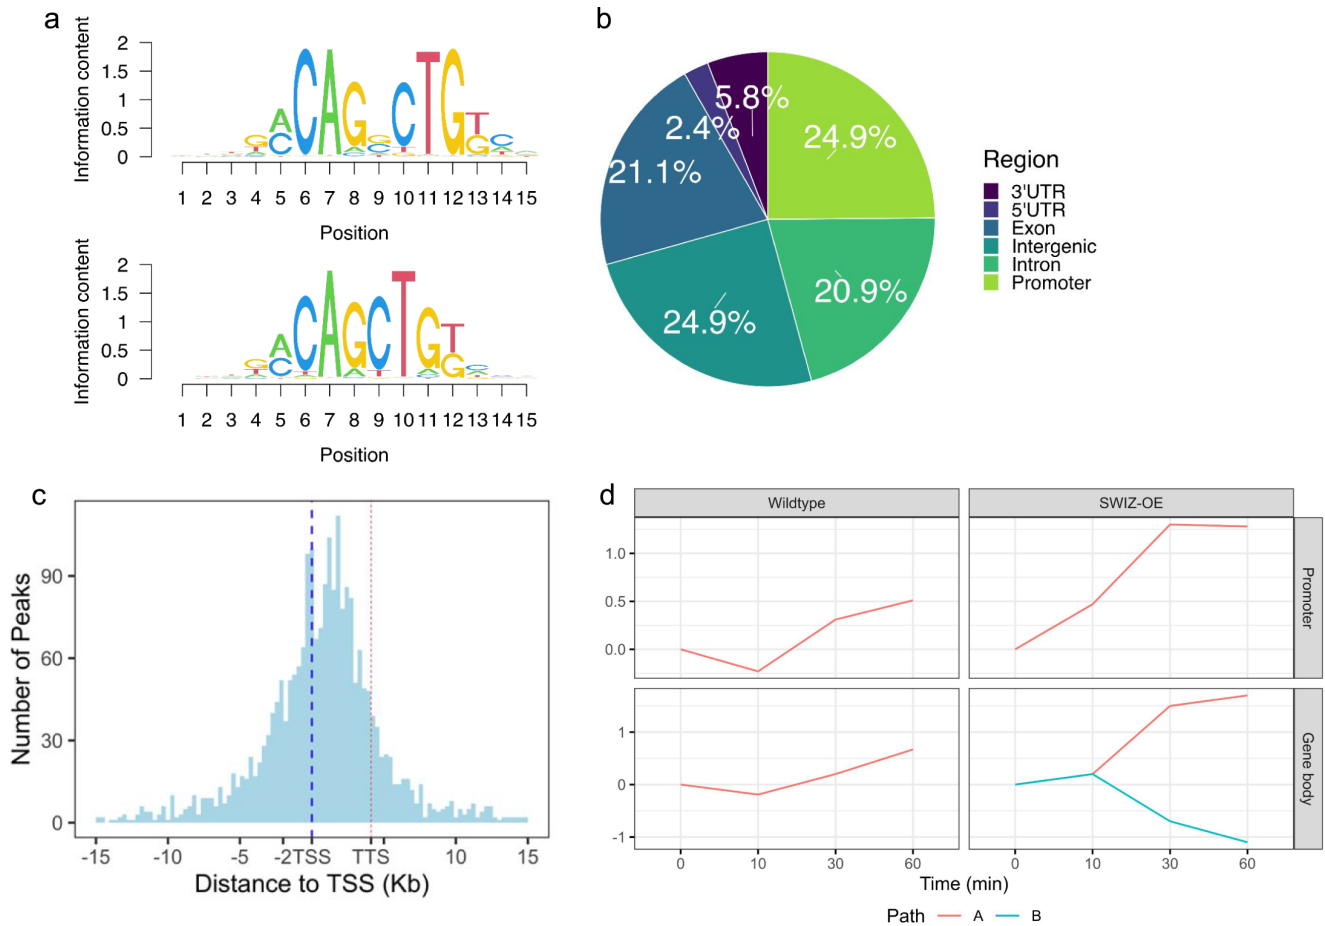 a
Information content
2
1.5
1
0.5
0
1 2 3 4 5 6 7 8 9 10 11 12 13 14 15
Position
Information content
2
1.5
1
0.5
0
1 2 3 4 5 6 7 8 9 10 11 12 13 14 15
Position
b
5.8%
2.4%
24.9%
21.1%
20.9%
24.9%
Region
3'UTR
5'UTR
Exon
Intergenic
Intron
Promoter
c
Number of Peaks
90
60
30
0
-15 -10 -5 -2 TSS TTS 10 15
Distance to TSS (Kb)
d
Wildtype SWIZ-OE
1.0
0.5
0.0
Promoter
1
0
-1
Gene body
0 10 30 60 0 10 30 60
Time (min)
Path A B